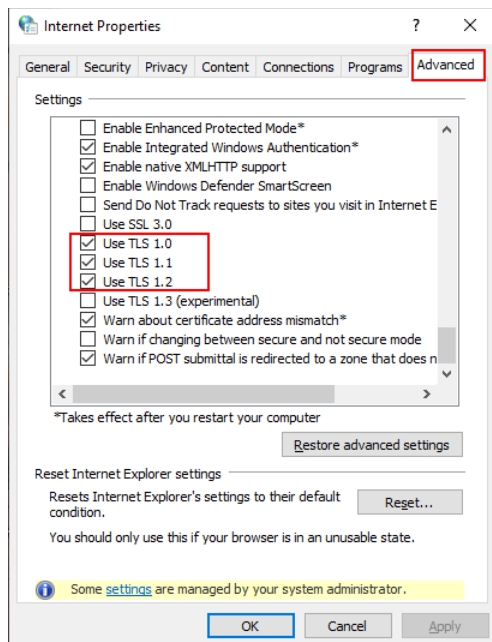 Internet Properties
?
General Security Privacy Content Connections Programs Advanced
Settings
Enable Enhanced Protected Mode*
Enable Integrated Windows Authentication*
Enable native XMLHTTP support
Enable Windows Defender SmartScreen
Send Do Not Track requests to sites you visit in Internet E
Use SSL 3.0
Use TLS 1.0
Use TLS 1.1
Use TLS 1.2
Use TLS 1.3 (experimental)
Warn about certificate address mismatch*
Warn if changing between secure and not secure mode
Warn if POST submittal is redirected to a zone that does n
*Takes effect after you restart your computer
Restore advanced settings
Reset Internet Explorer settings
Resets Internet Explorer's settings to their default
condition.
Reset...
You should only use this if your browser is in an unusable state.
Some settings are managed by your system administrator.
OK Cancel Apply